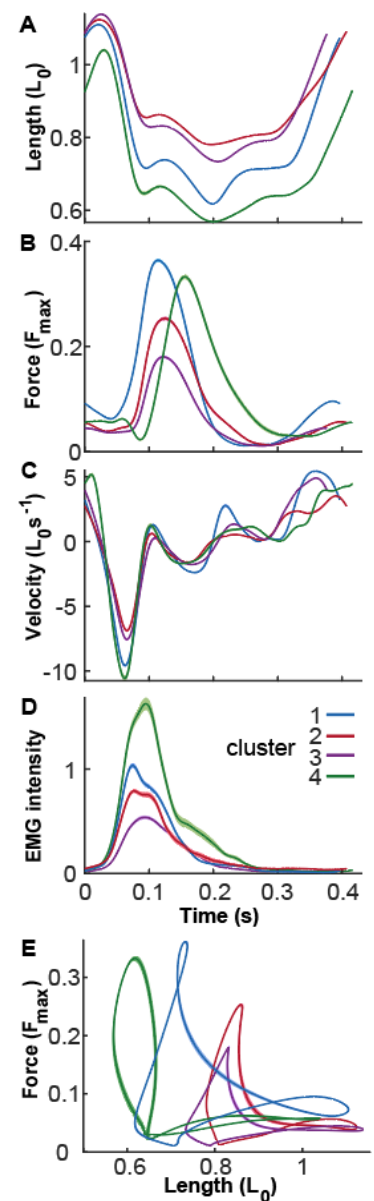 A
Length (L0)
1
0.8
0.6
B
Force (Fmax)
0.4
0.2
0
C
Velocity (L0s-1)
5
0
-5
-10
D
EMG intensity
1
0
cluster
1
2
3
4
0 0.1 0.2 0.3 0.4
Time (s)
E
Force (Fmax)
0.3
0.2
0.1
0
0.6 0.8 1
Length (L0)